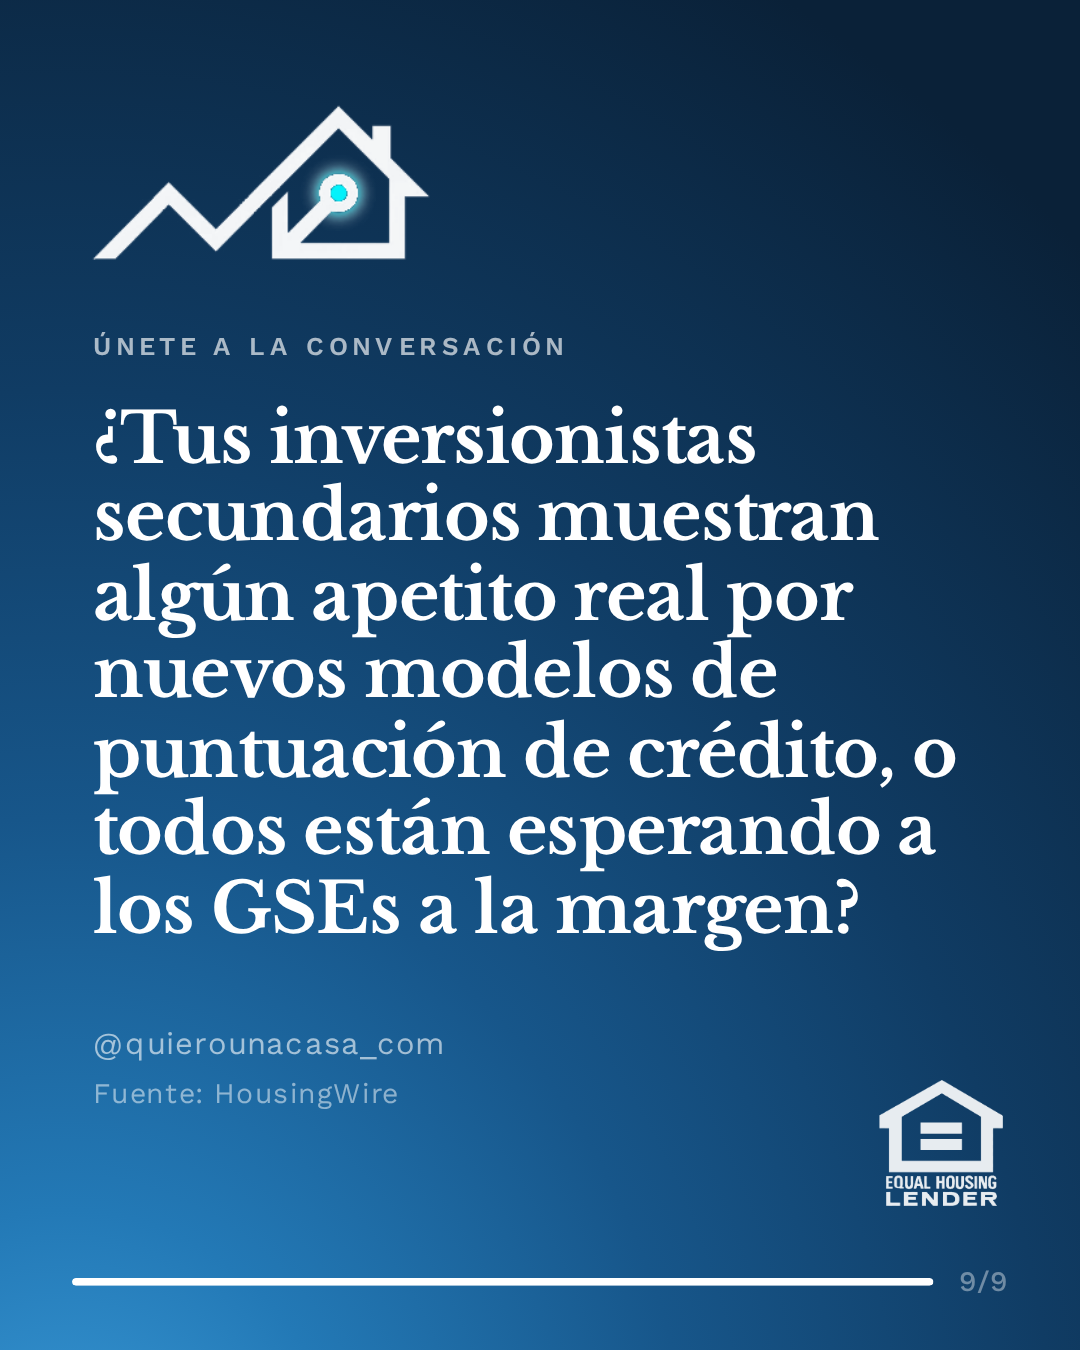 ÚNETE A LA CONVERSACIÓN
¿Tus inversionistas
secundarios muestran
algún apetito real por
nuevos modelos de
puntuación de crédito, o
todos están esperando a
los GSEs a la margen?
@quierounacasa_com
Fuente: HousingWire
EQUAL HOUSING
LENDER
9/9